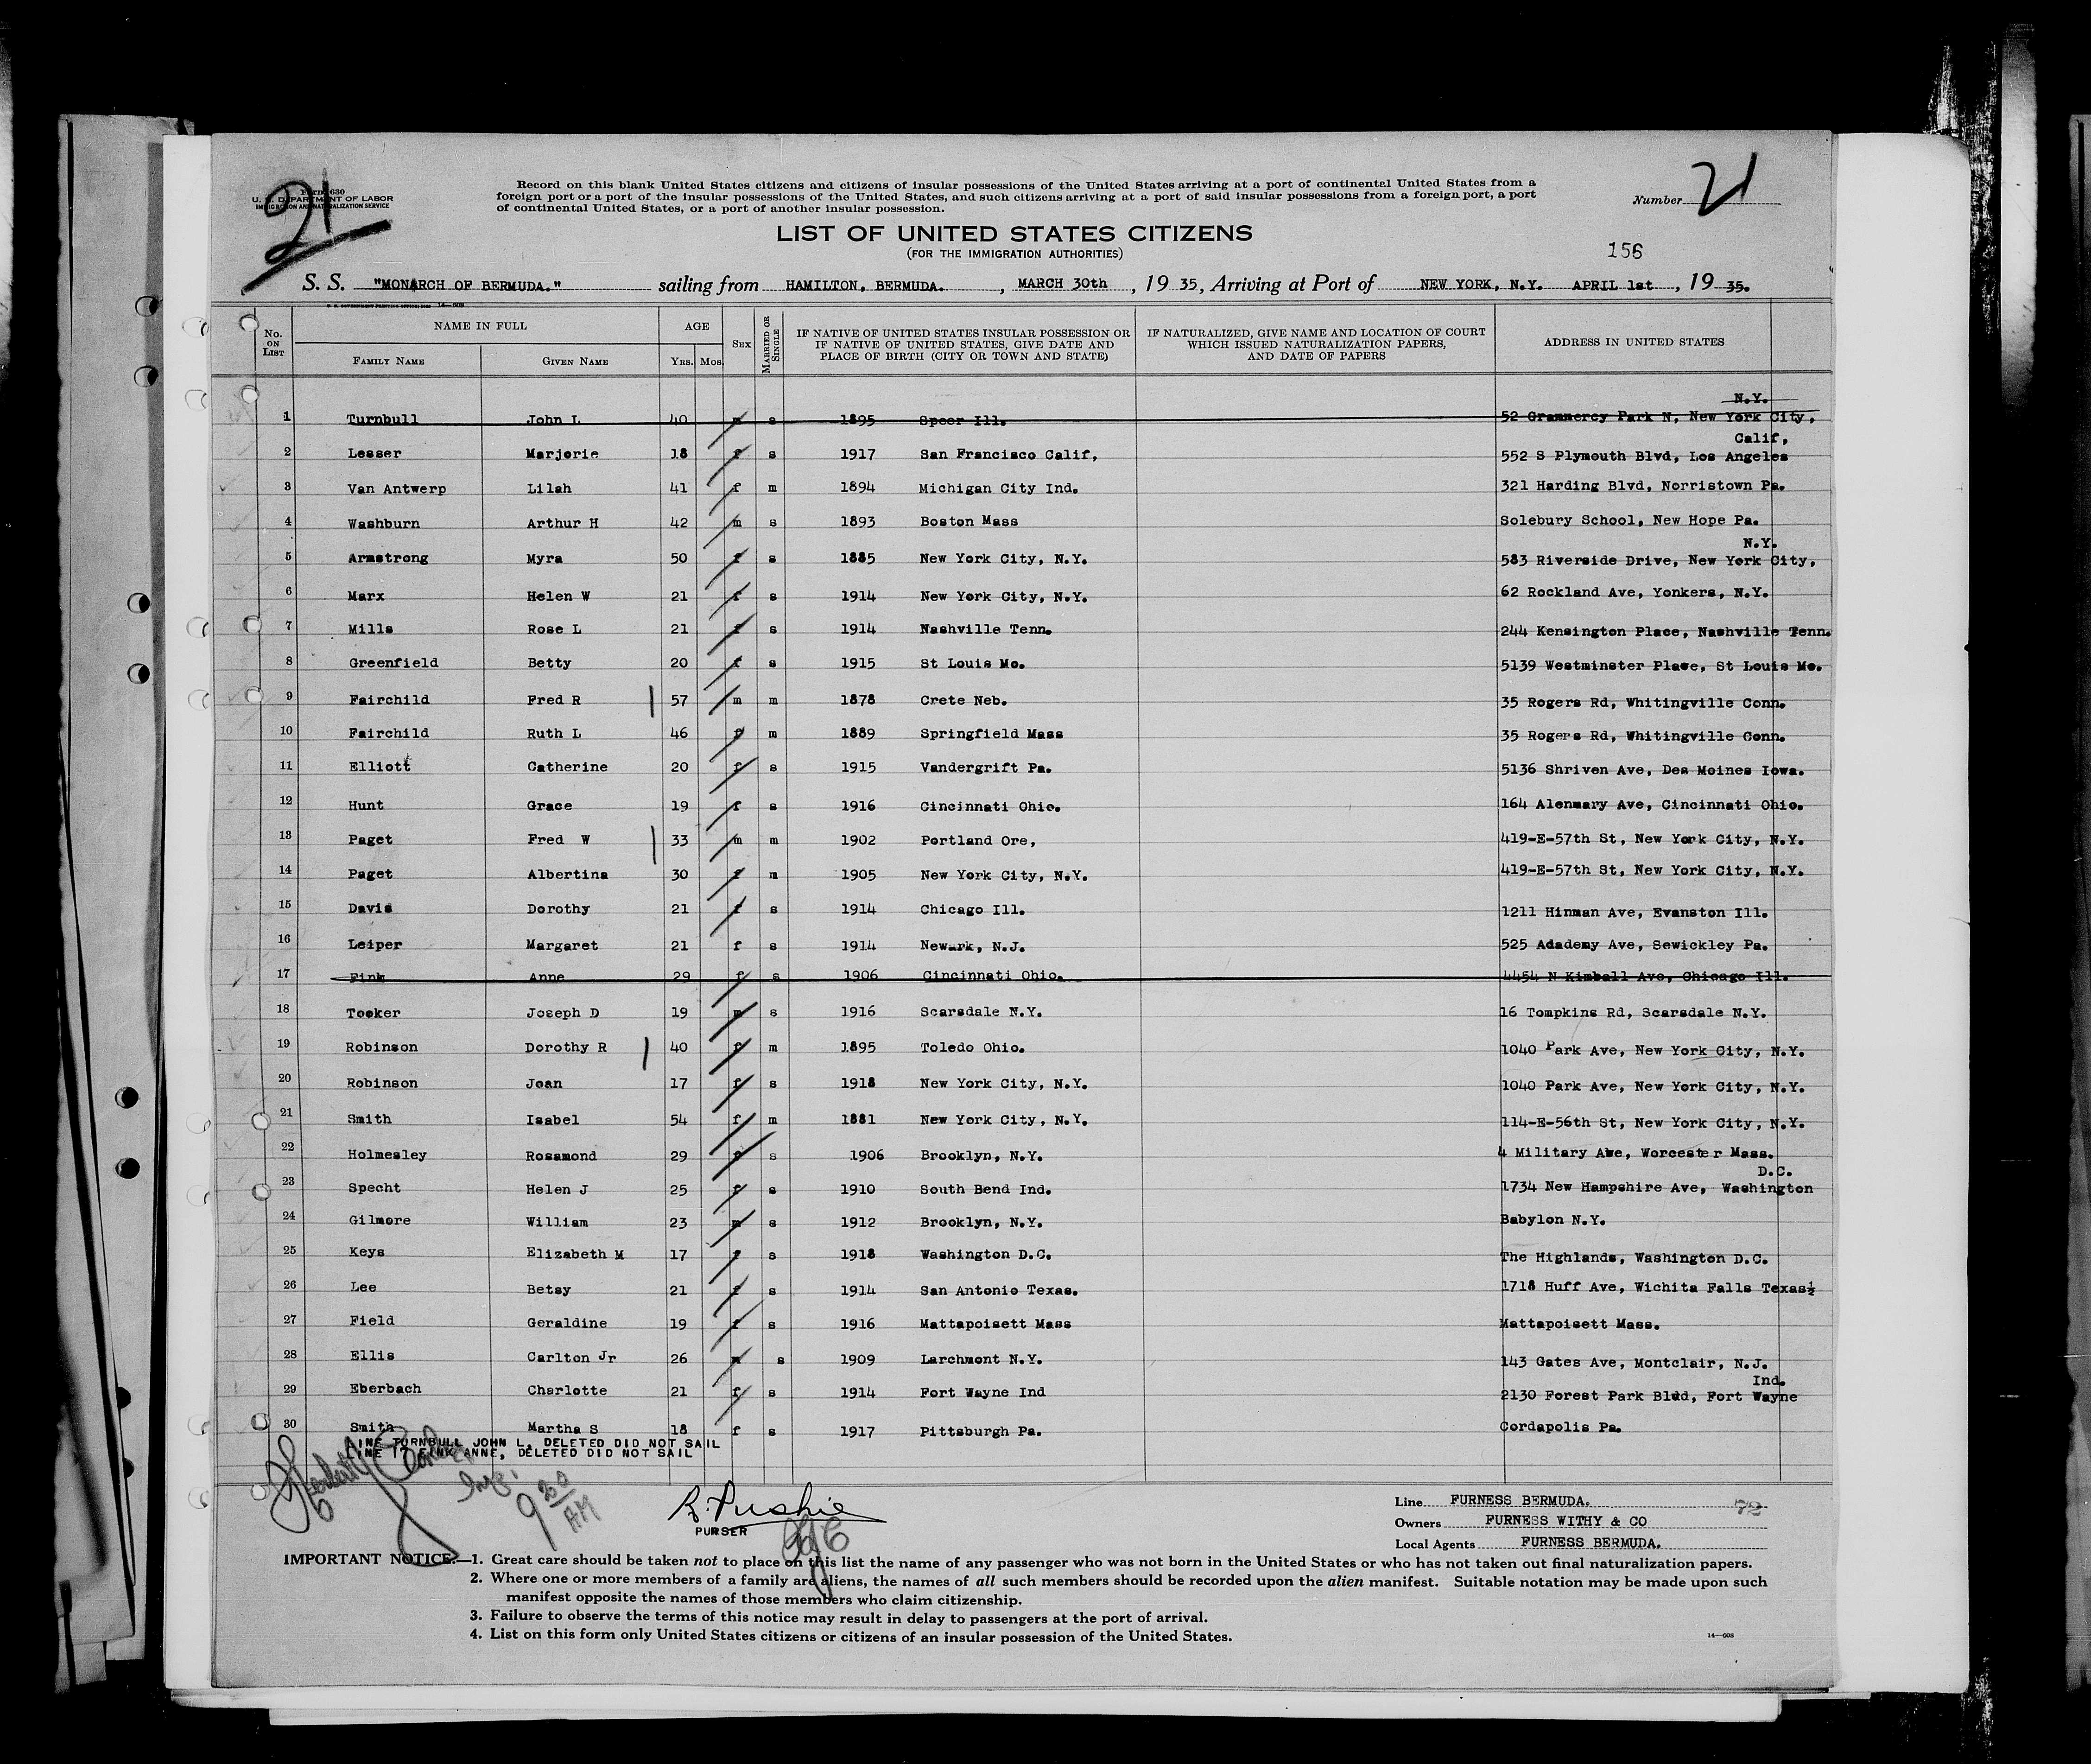 21
Form 630
U. S. DEPARTMENT OF LABOR
IMMIGRATION AND NATURALIZATION SERVICE
Record on this blank United States citizens and citizens of insular possessions of the United States arriving at a port of continental United States from a
foreign port or a port of the insular possessions of the United States, and such citizens arriving at a port of said insular possessions from a foreign port, a port
of continental United States, or a port of another insular possession.
Number 21
LIST OF UNITED STATES CITIZENS
(FOR THE IMMIGRATION AUTHORITIES)
156
S. S. "MONARCH OF BERMUDA." sailing from HAMILTON, BERMUDA. , MARCH 30th , 19 35, Arriving at Port of NEW YORK, N.Y. APRIL 1st , 19 35.
No. ON LIST NAME IN FULL FAMILY NAME GIVEN NAME AGE YRS. MOS. SEX MARRIED OR SINGLE IF NATIVE OF UNITED STATES INSULAR POSSESSION OR IF NATIVE OF UNITED STATES, GIVE DATE AND PLACE OF BIRTH (CITY OR TOWN AND STATE) IF NATURALIZED, GIVE NAME AND LOCATION OF COURT WHICH ISSUED NATURALIZATION PAPERS, AND DATE OF PAPERS ADDRESS IN UNITED STATES
N.Y.
1 Turnbull John L 40 m s 1895 Speer Ill. 52 Grammercy Park N, New York City,
Calif,
2 Lesser Marjorie 18 f s 1917 San Francisco Calif, 552 S Plymouth Blvd, Los Angeles
3 Van Antwerp Lilah 41 f m 1894 Michigan City Ind. 321 Harding Blvd, Norristown Pa.
4 Washburn Arthur H 42 m s 1893 Boston Mass Solebury School, New Hope Pa.
N.Y.
5 Armstrong Myra 50 f s 1885 New York City, N.Y. 583 Riverside Drive, New York City,
6 Marx Helen W 21 f s 1914 New York City, N.Y. 62 Rockland Ave, Yonkers, N.Y.
7 Mills Rose L 21 f s 1914 Nashville Tenn. 244 Kensington Place, Nashville Tenn.
8 Greenfield Betty 20 f s 1915 St Louis Mo. 5139 Westminster Place, St Louis Mo.
9 Fairchild Fred R 57 m m 1878 Crete Neb. 35 Rogers Rd, Whitingville Conn.
10 Fairchild Ruth L 46 f m 1889 Springfield Mass 35 Rogers Rd, Whitingville Conn.
11 Elliott Catherine 20 f s 1915 Vandergrift Pa. 5136 Shriven Ave, Des Moines Iowa.
12 Hunt Grace 19 f s 1916 Cincinnati Ohio. 164 Alenmary Ave, Cincinnati Ohio.
13 Paget Fred W 33 m m 1902 Portland Ore, 419-E-57th St, New York City, N.Y.
14 Paget Albertina 30 f m 1905 New York City, N.Y. 419-E-57th St, New York City, N.Y.
15 Davis Dorothy 21 f s 1914 Chicago Ill. 1211 Hinman Ave, Evanston Ill.
16 Leiper Margaret 21 f s 1914 Newark, N.J. 525 Adademy Ave, Sewickley Pa.
17 Fink Anne 29 f s 1906 Cincinnati Ohio. 4454 N Kimball Ave, Chicago Ill.
18 Tooker Joseph D 19 m s 1916 Scarsdale N.Y. 16 Tompkins Rd, Scarsdale N.Y.
19 Robinson Dorothy R 40 f m 1895 Toledo Ohio. 1040 Park Ave, New York City, N.Y.
20 Robinson Joan 17 f s 1918 New York City, N.Y. 1040 Park Ave, New York City, N.Y.
21 Smith Isabel 54 f m 1881 New York City, N.Y. 114-E-56th St, New York City, N.Y.
22 Holmesley Rosamond 29 f s 1906 Brooklyn, N.Y. 4 Military Ave, Worcester Mass.
D.C.
23 Specht Helen J 25 f s 1910 South Bend Ind. 1734 New Hampshire Ave, Washington
24 Gilmore William 23 m s 1912 Brooklyn, N.Y. Babylon N.Y.
25 Keys Elizabeth M 17 f s 1918 Washington D.C. The Highlands, Washington D.C.
26 Lee Betsy 21 f s 1914 San Antonio Texas. 1718 Huff Ave, Wichita Falls Texas½
27 Field Geraldine 19 f s 1916 Mattapoisett Mass Mattapoisett Mass.
28 Ellis Carlton Jr 26 m s 1909 Larchmont N.Y. 143 Gates Ave, Montclair, N.J.
Ind.
29 Eberbach Charlotte 21 f s 1914 Fort Wayne Ind 2130 Forest Park Blvd, Fort Wayne
30 Smith Martha S 18 f s 1917 Pittsburgh Pa. Cordapolis Pa.
TURNBULL JOHN L. DELETED DID NOT SAIL
LINE 17 FINK ANNE, DELETED DID NOT SAIL
9 30 AM
PURSER
Line FURNESS BERMUDA. 72
Owners FURNESS WITHY & CO
Local Agents FURNESS BERMUDA.
IMPORTANT NOTICE.—1. Great care should be taken not to place on this list the name of any passenger who was not born in the United States or who has not taken out final naturalization papers.
2. Where one or more members of a family are aliens, the names of all such members should be recorded upon the alien manifest. Suitable notation may be made upon such
manifest opposite the names of those members who claim citizenship.
3. Failure to observe the terms of this notice may result in delay to passengers at the port of arrival.
4. List on this form only United States citizens or citizens of an insular possession of the United States.
14—608